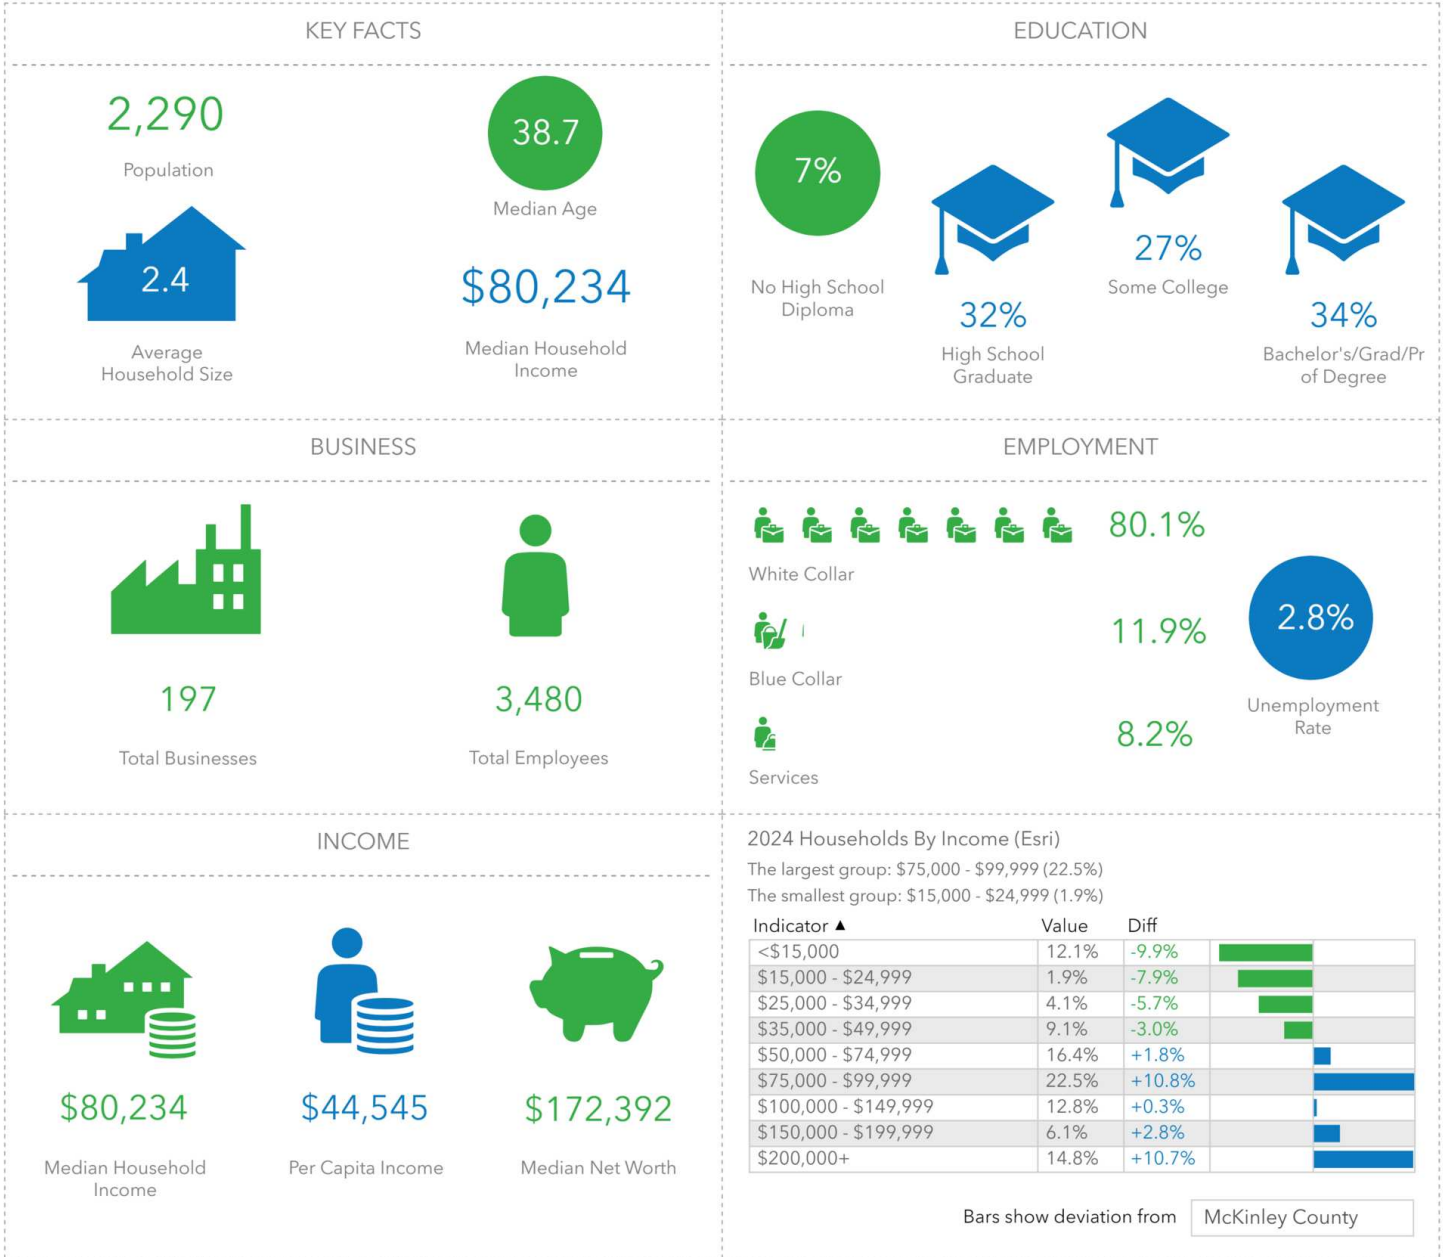 KEY FACTS
2,290
Population
38.7
Median Age
2.4
Average
Household Size
$80,234
Median Household
Income
EDUCATION
7%
No High School
Diploma
32%
High School
Graduate
27%
Some College
34%
Bachelor's/Grad/Pr
of Degree
BUSINESS
197
Total Businesses
3,480
Total Employees
EMPLOYMENT
80.1%
White Collar
11.9%
Blue Collar
8.2%
Services
2.8%
Unemployment
Rate
INCOME
$80,234
Median Household
Income
$44,545
Per Capita Income
$172,392
Median Net Worth
2024 Households By Income (Esri)
The largest group: $75,000 - $99,999 (22.5%)
The smallest group: $15,000 - $24,999 (1.9%)
Indicator ▲ Value Diff
<$15,000 12.1% -9.9%
$15,000 - $24,999 1.9% -7.9%
$25,000 - $34,999 4.1% -5.7%
$35,000 - $49,999 9.1% -3.0%
$50,000 - $74,999 16.4% +1.8%
$75,000 - $99,999 22.5% +10.8%
$100,000 - $149,999 12.8% +0.3%
$150,000 - $199,999 6.1% +2.8%
$200,000+ 14.8% +10.7%
Bars show deviation from McKinley County